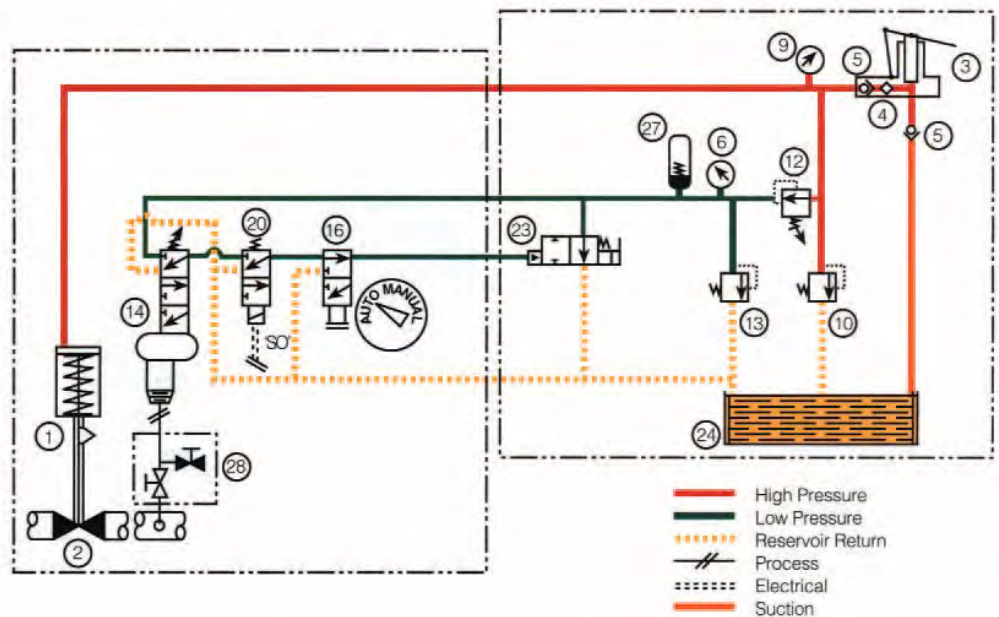 9
5
3
4
5
27
6
12
20
16
23
14
AUTO MANUAL
"SO"
13
10
1
24
28
2
High Pressure
Low Pressure
Reservoir Return
Process
Electrical
Suction